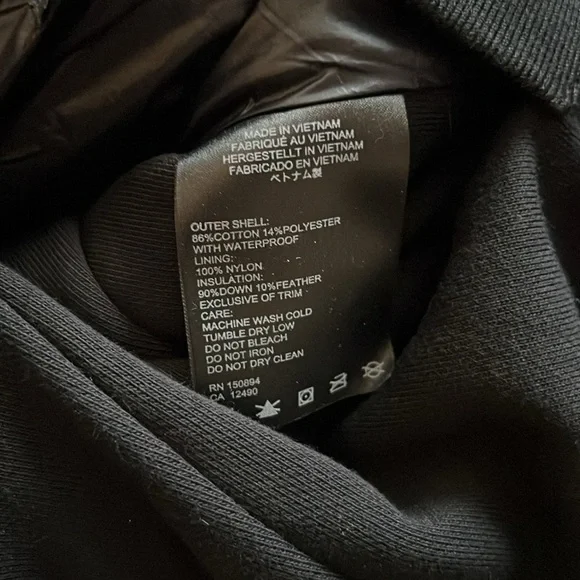 MADE IN VIETNAM
FABRIQUÉ AU VIETNAM
HERGESTELLT IN VIETNAM
FABRICADO EN VIETNAM
ベトナム製
OUTER SHELL:
86%COTTON 14%POLYESTER
WITH WATERPROOF
LINING:
100% NYLON
INSULATION:
90%DOWN 10%FEATHER
EXCLUSIVE OF TRIM
CARE:
MACHINE WASH COLD
TUMBLE DRY LOW
DO NOT BLEACH
DO NOT IRON
DO NOT DRY CLEAN
RN 150894
CA 12490